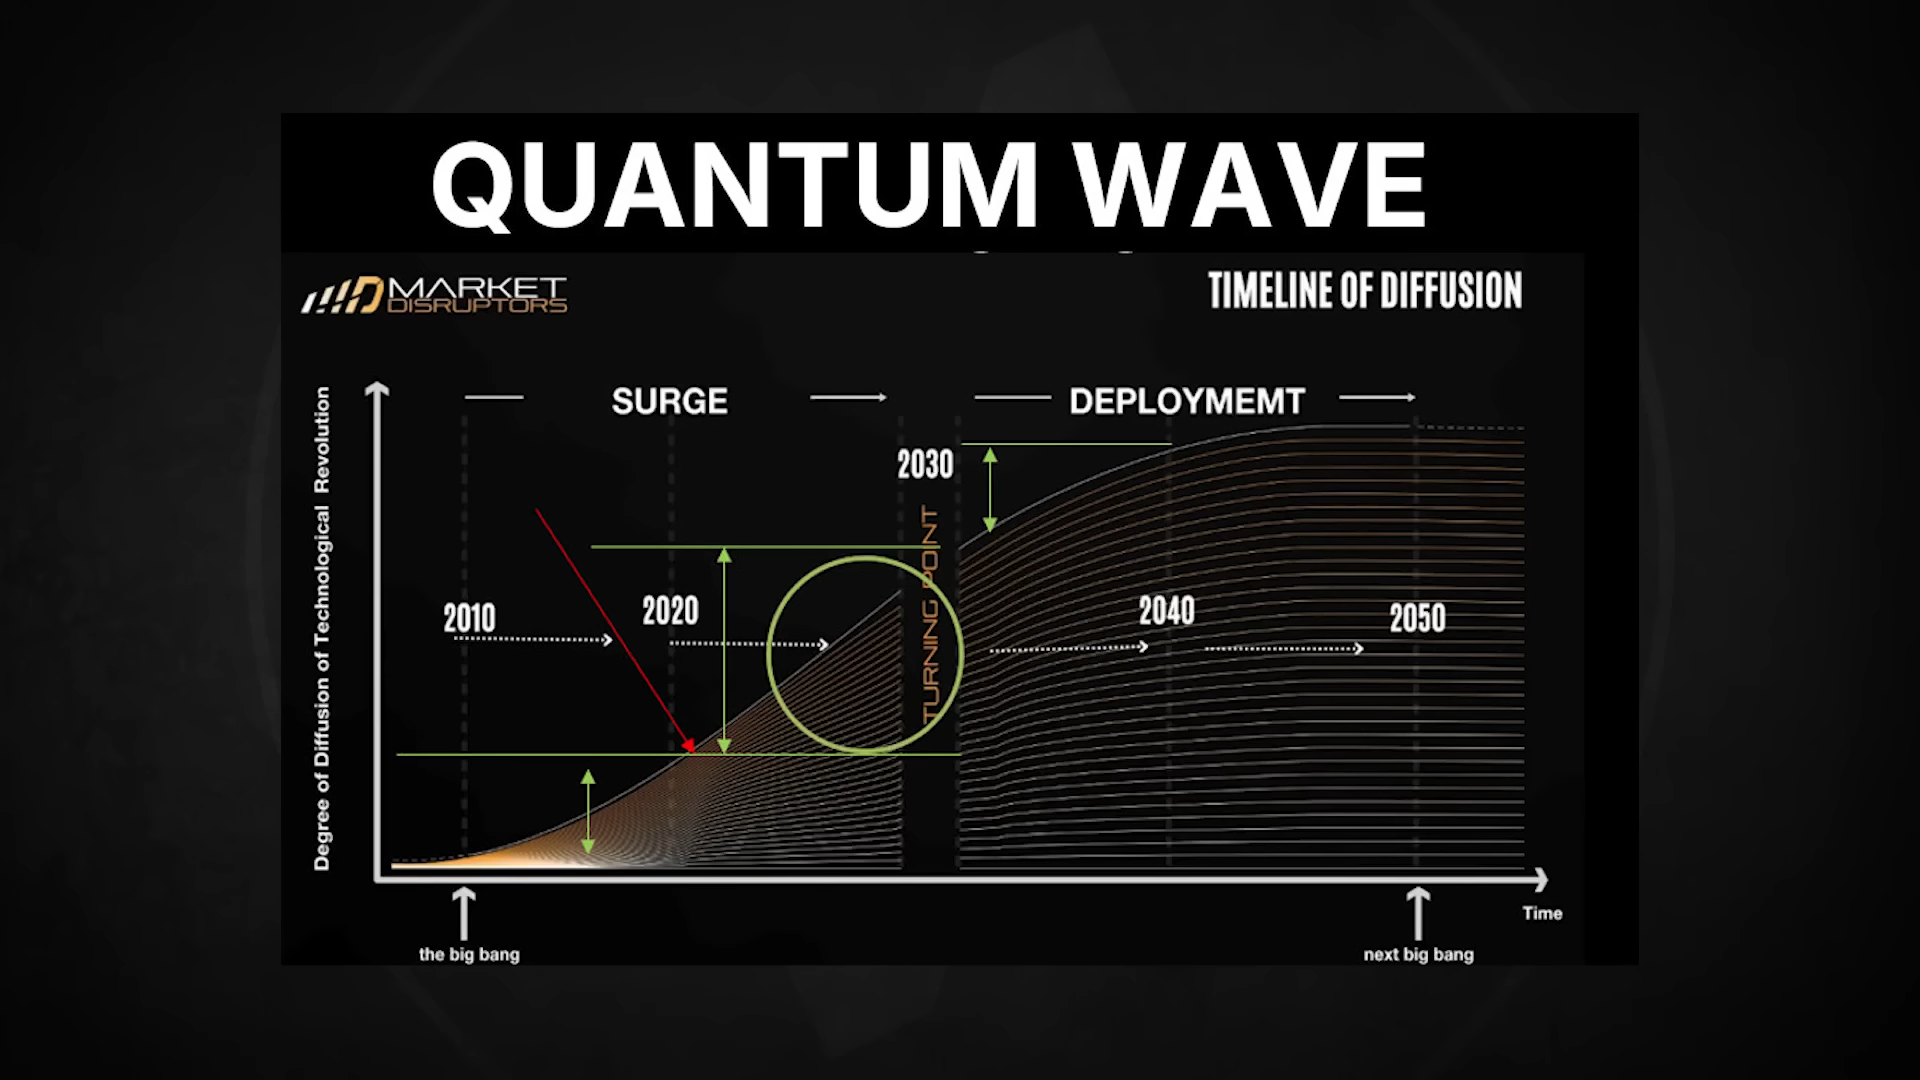 QUANTUM WAVE
MARKET
DISRUPTORS
TIMELINE OF DIFFUSION
SURGE
DEPLOYMEMT
2030
2010
2020
2040
2050
TURNING POINT
Degree of Diffusion of Technological Revolution
Time
the big bang
next big bang